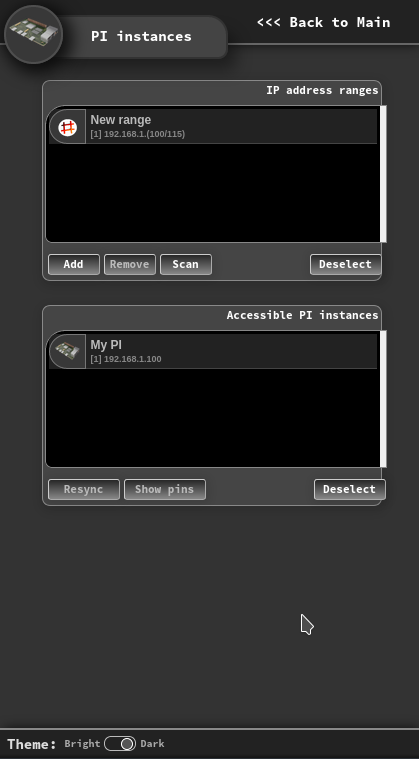 PI instances
<<< Back to Main
IP address ranges
New range
[1] 192.168.1.(100/115)
Add Remove Scan Deselect
Accessible PI instances
My PI
[1] 192.168.1.100
Resync Show pins Deselect
Theme: Bright Dark